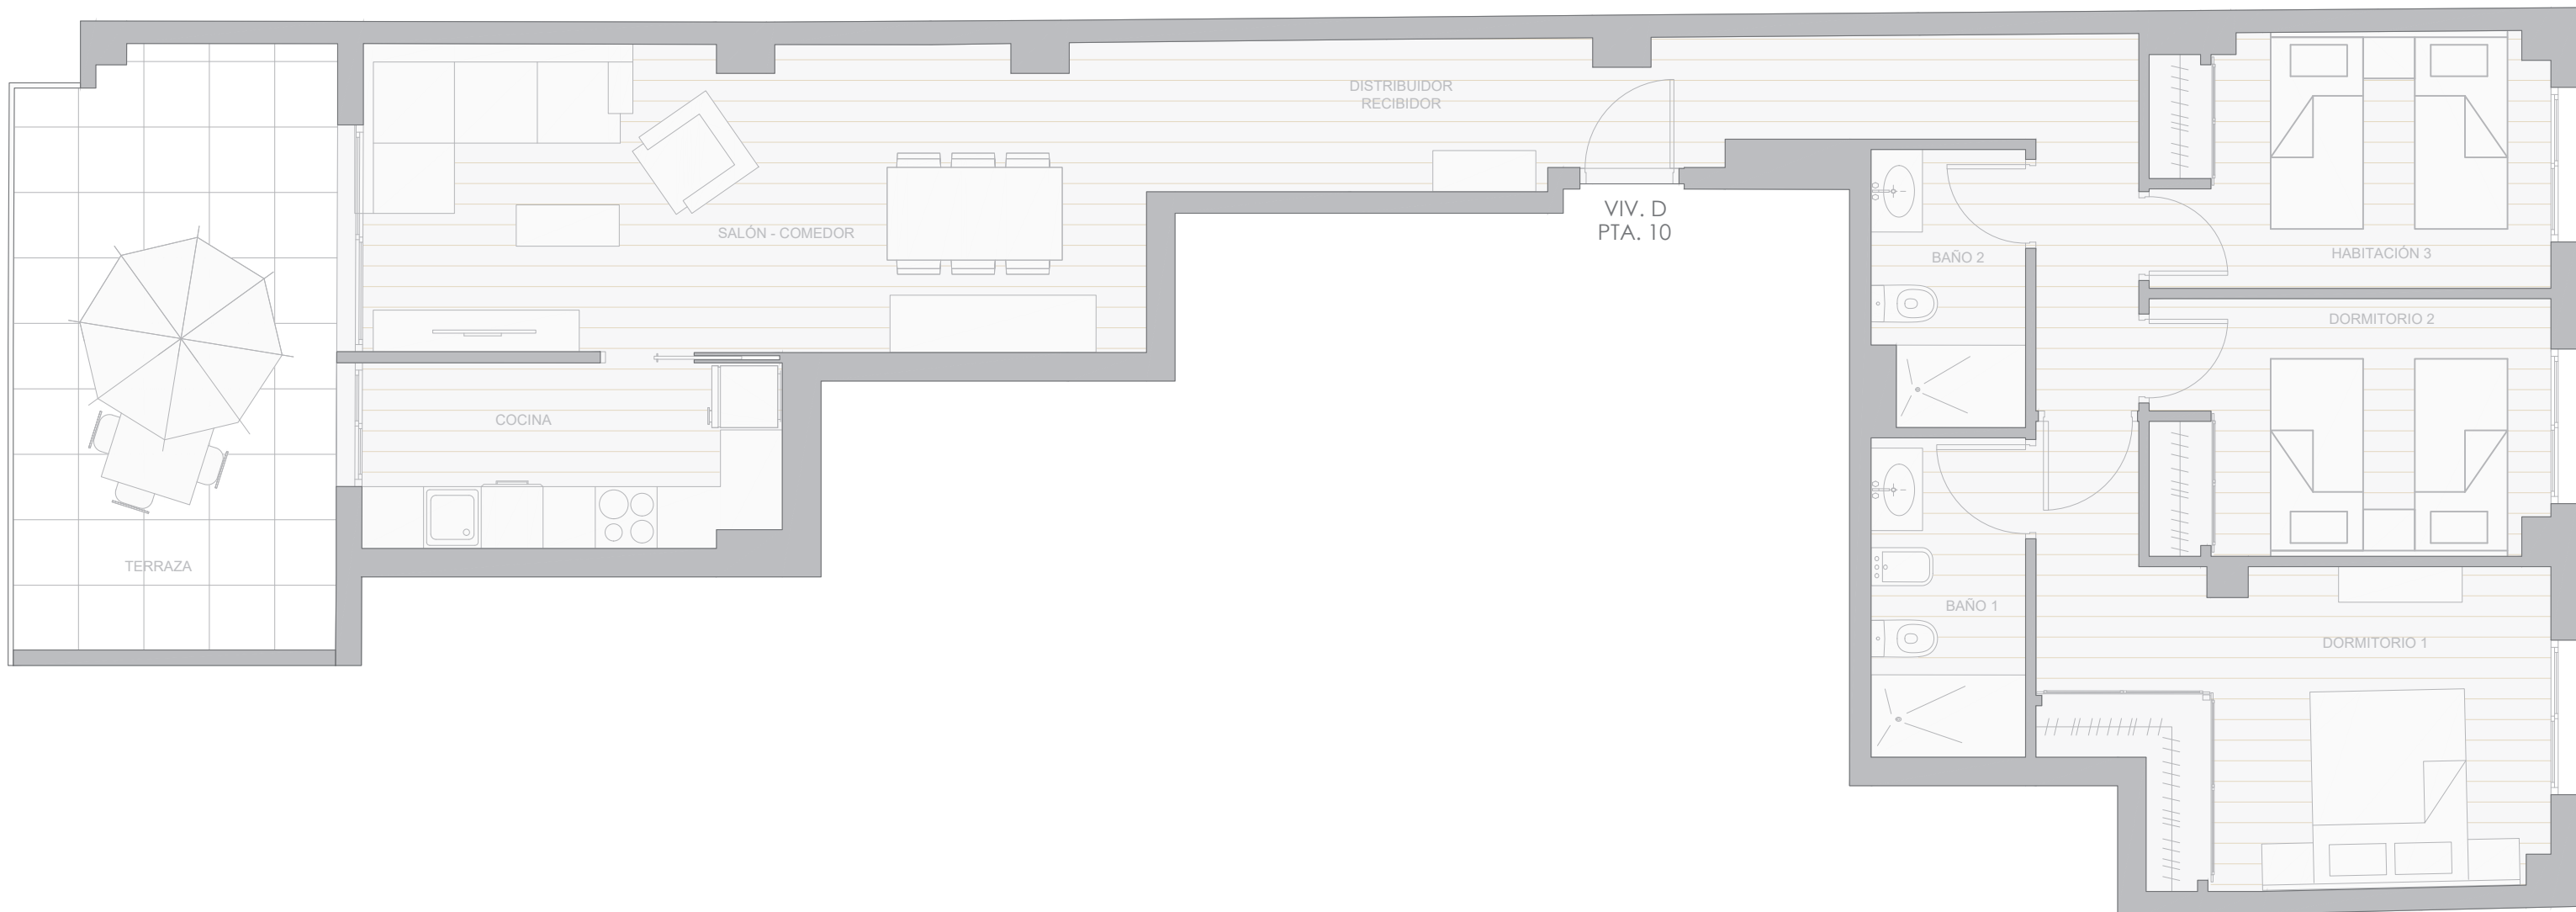 DISTRIBUIDOR
RECIBIDOR
SALÓN - COMEDOR
VIV. D
PTA. 10
BAÑO 2
HABITACIÓN 3
DORMITORIO 2
COCINA
TERRAZA
BAÑO 1
DORMITORIO 1